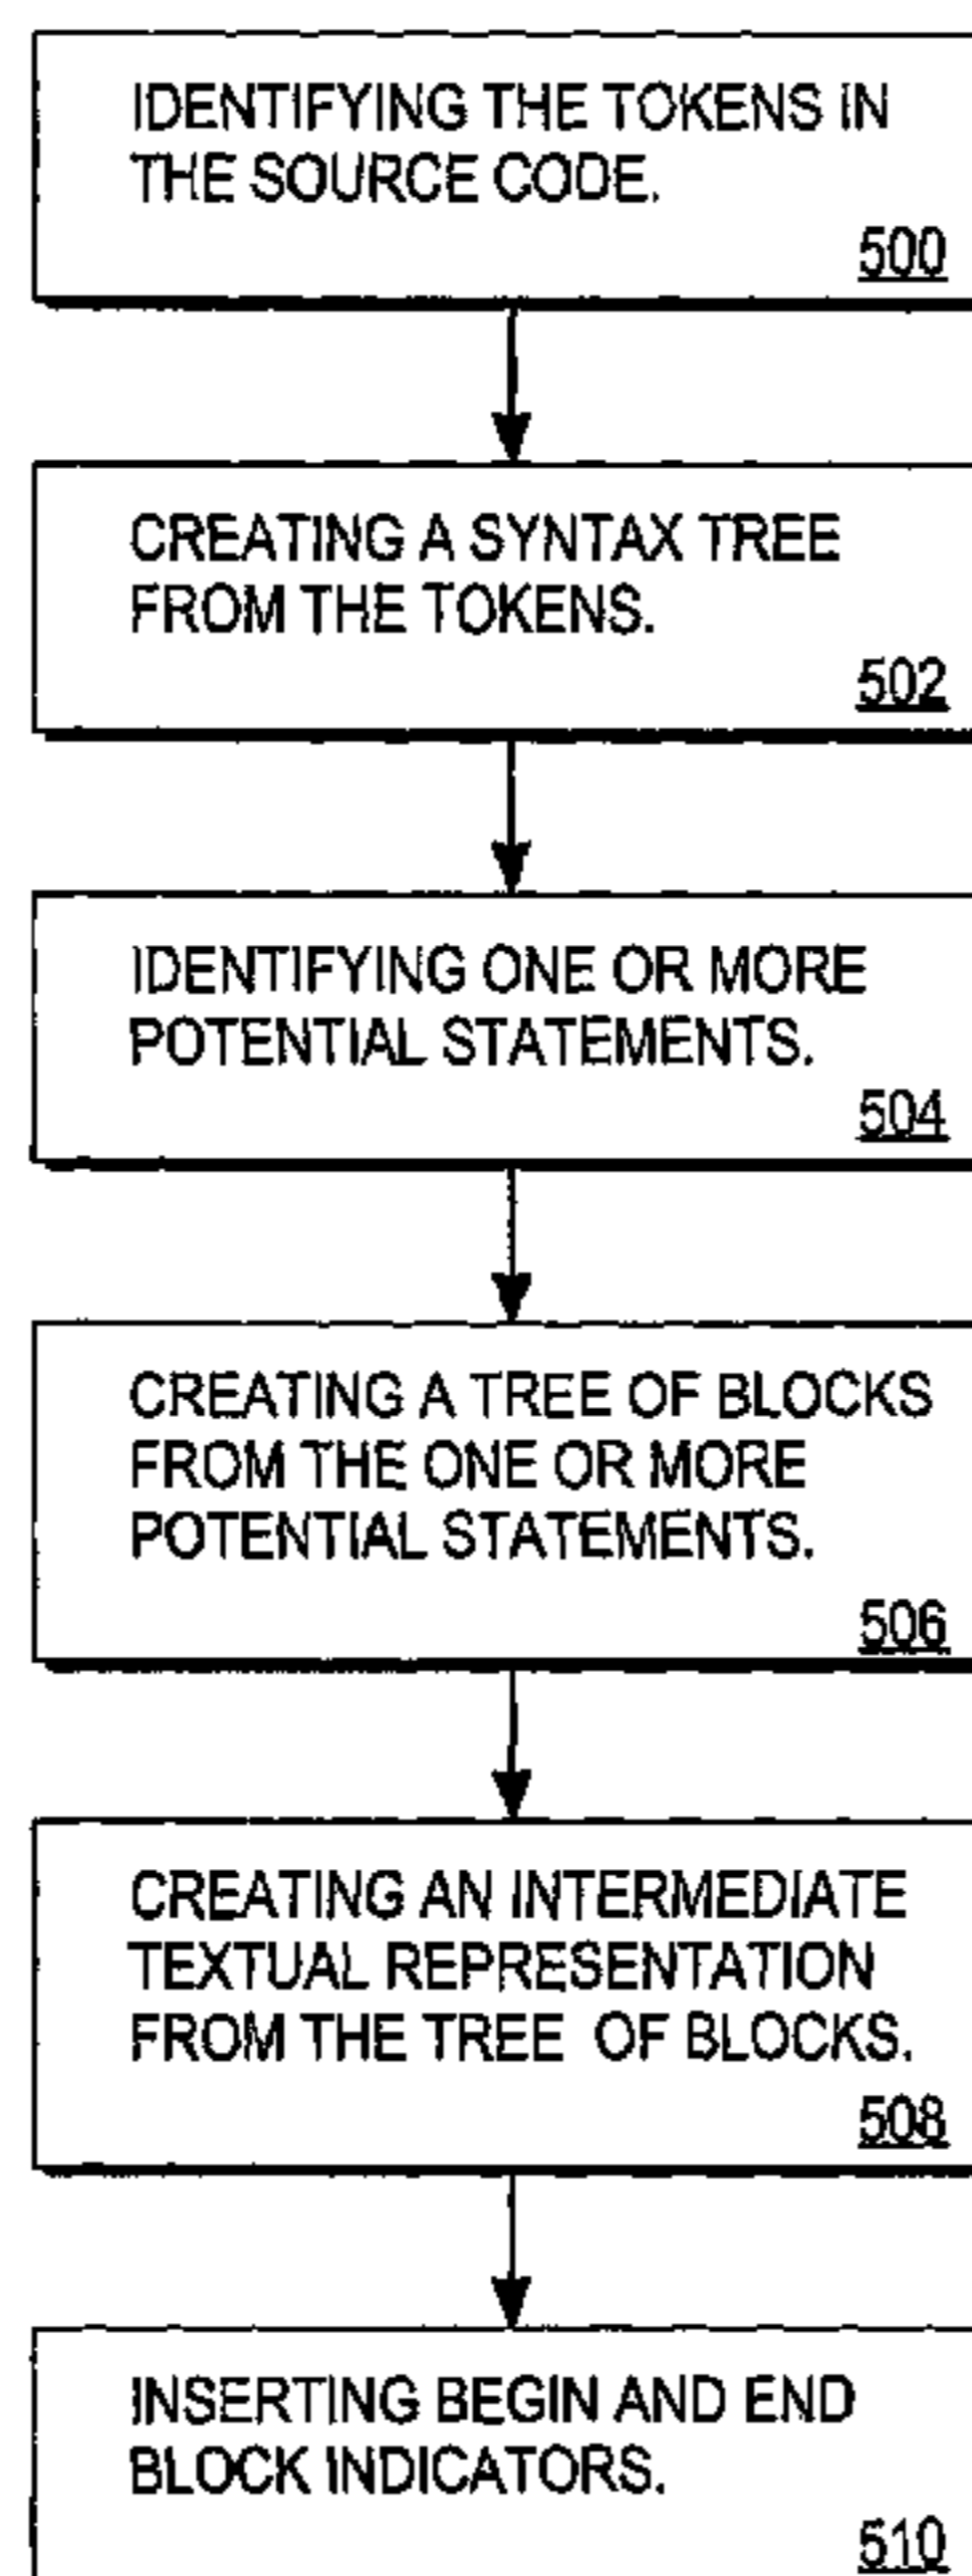 IDENTIFYING THE TOKENS IN
THE SOURCE CODE.
500
CREATING A SYNTAX TREE
FROM THE TOKENS.
502
IDENTIFYING ONE OR MORE
POTENTIAL STATEMENTS.
504
CREATING A TREE OF BLOCKS
FROM THE ONE OR MORE
POTENTIAL STATEMENTS.
506
CREATING AN INTERMEDIATE
TEXTUAL REPRESENTATION
FROM THE TREE OF BLOCKS.
508
INSERTING BEGIN AND END
BLOCK INDICATORS.
510